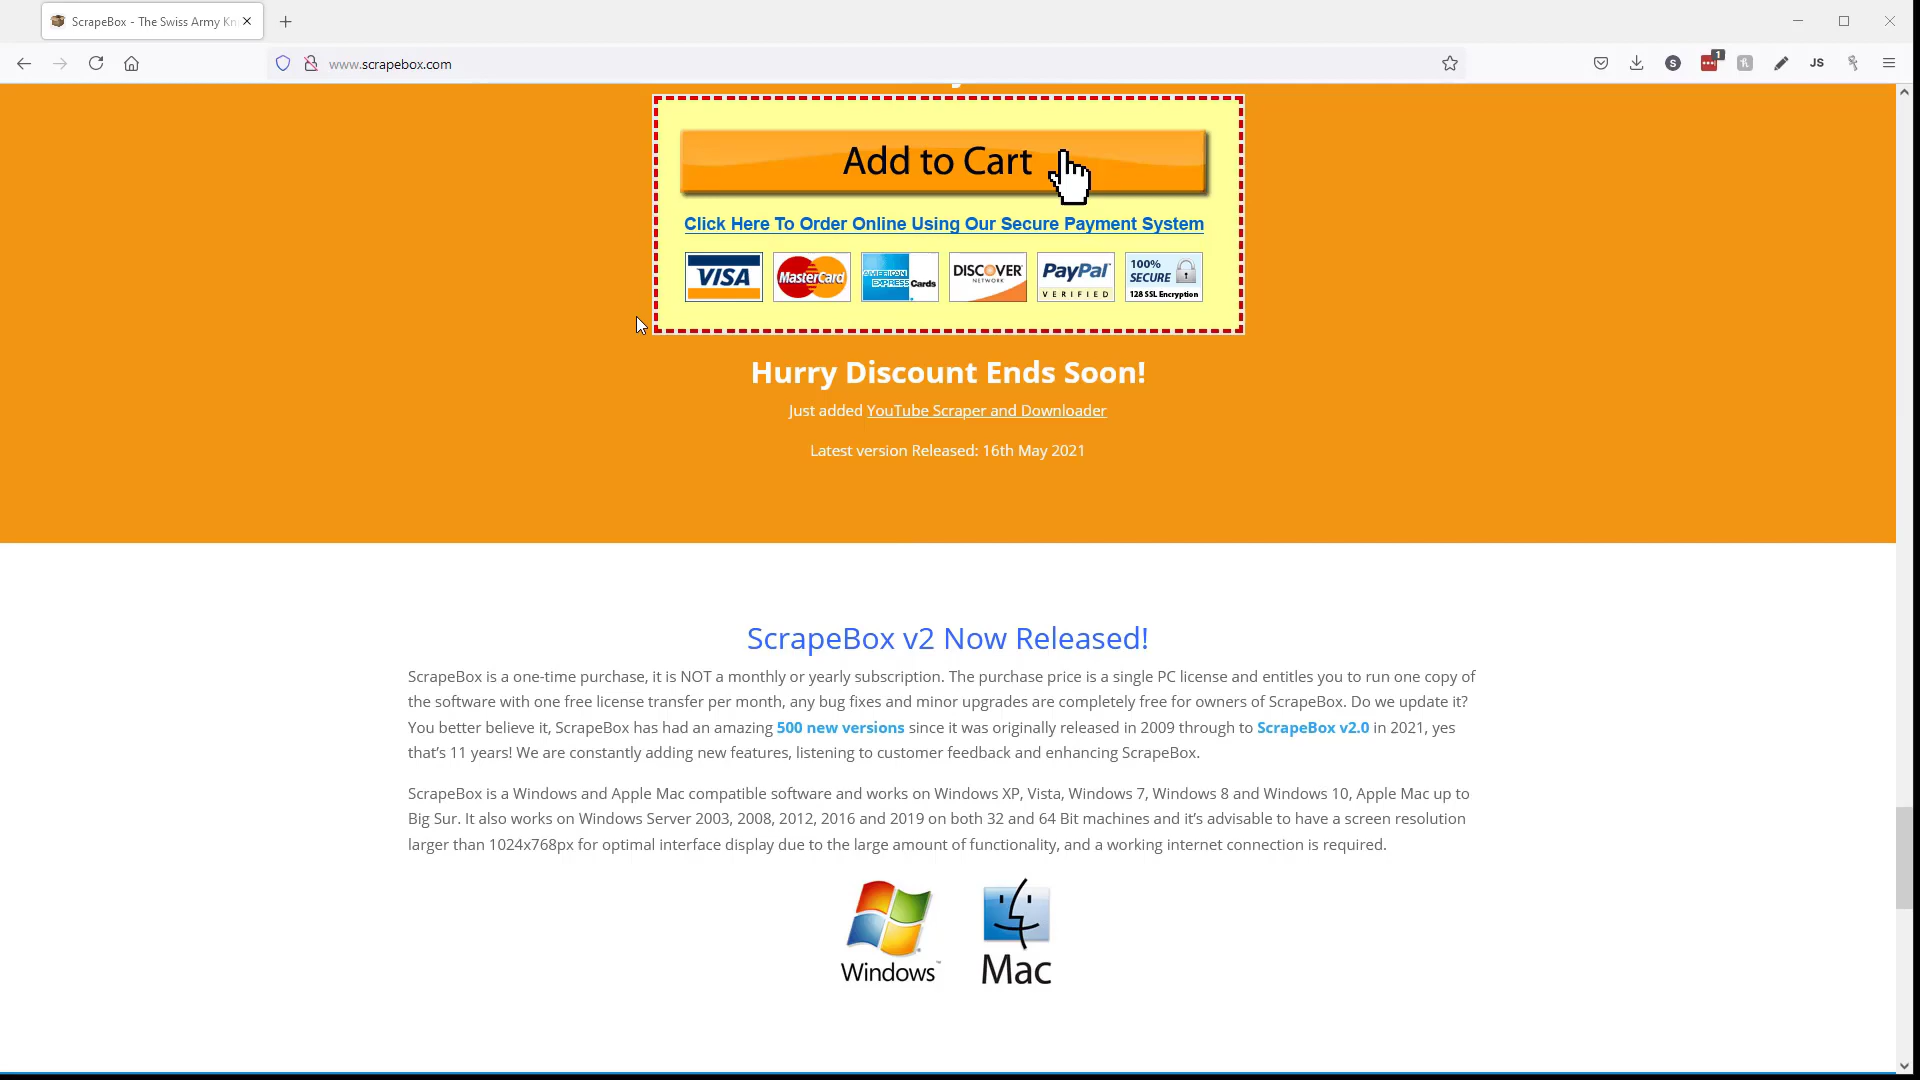 ScrapeBox - The Swiss Army Kn
www.scrapebox.com
S
1
JS
Add to Cart
Click Here To Order Online Using Our Secure Payment System
VISA
MasterCard
AMERICAN EXPRESS Cards
DISCOVER NETWORK
PayPal VERIFIED
100% SECURE 128 SSL Encryption
Hurry Discount Ends Soon!
Just added YouTube Scraper and Downloader
Latest version Released: 16th May 2021
ScrapeBox v2 Now Released!
ScrapeBox is a one-time purchase, it is NOT a monthly or yearly subscription. The purchase price is a single PC license and entitles you to run one copy of
the software with one free license transfer per month, any bug fixes and minor upgrades are completely free for owners of ScrapeBox. Do we update it?
You better believe it, ScrapeBox has had an amazing 500 new versions since it was originally released in 2009 through to ScrapeBox v2.0 in 2021, yes
that's 11 years! We are constantly adding new features, listening to customer feedback and enhancing ScrapeBox.
ScrapeBox is a Windows and Apple Mac compatible software and works on Windows XP, Vista, Windows 7, Windows 8 and Windows 10, Apple Mac up to
Big Sur. It also works on Windows Server 2003, 2008, 2012, 2016 and 2019 on both 32 and 64 Bit machines and it's advisable to have a screen resolution
larger than 1024x768px for optimal interface display due to the large amount of functionality, and a working internet connection is required.
Windows™
Mac